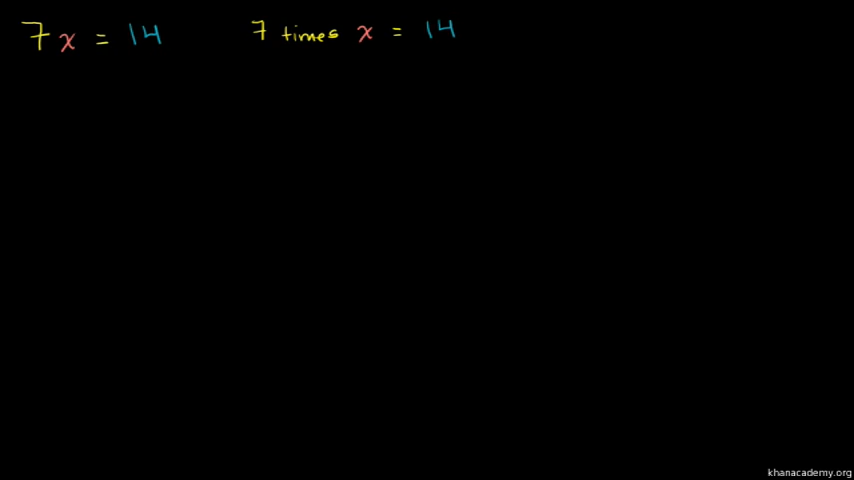 7x = 14 7 times x = 14
khanacademy.org